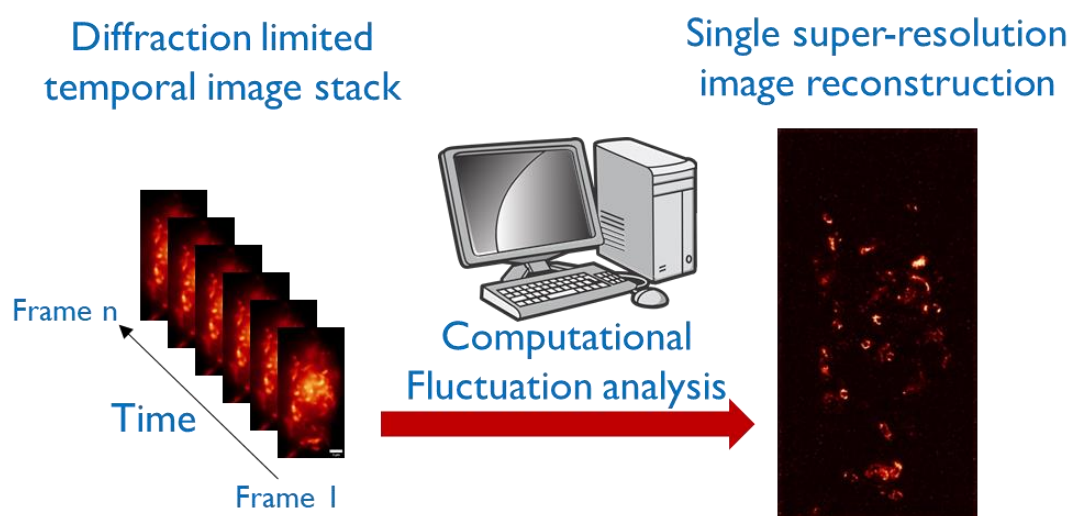 Diffraction limited
temporal image stack
Single super-resolution
image reconstruction
Frame n
Time
Frame 1
Computational
Fluctuation analysis